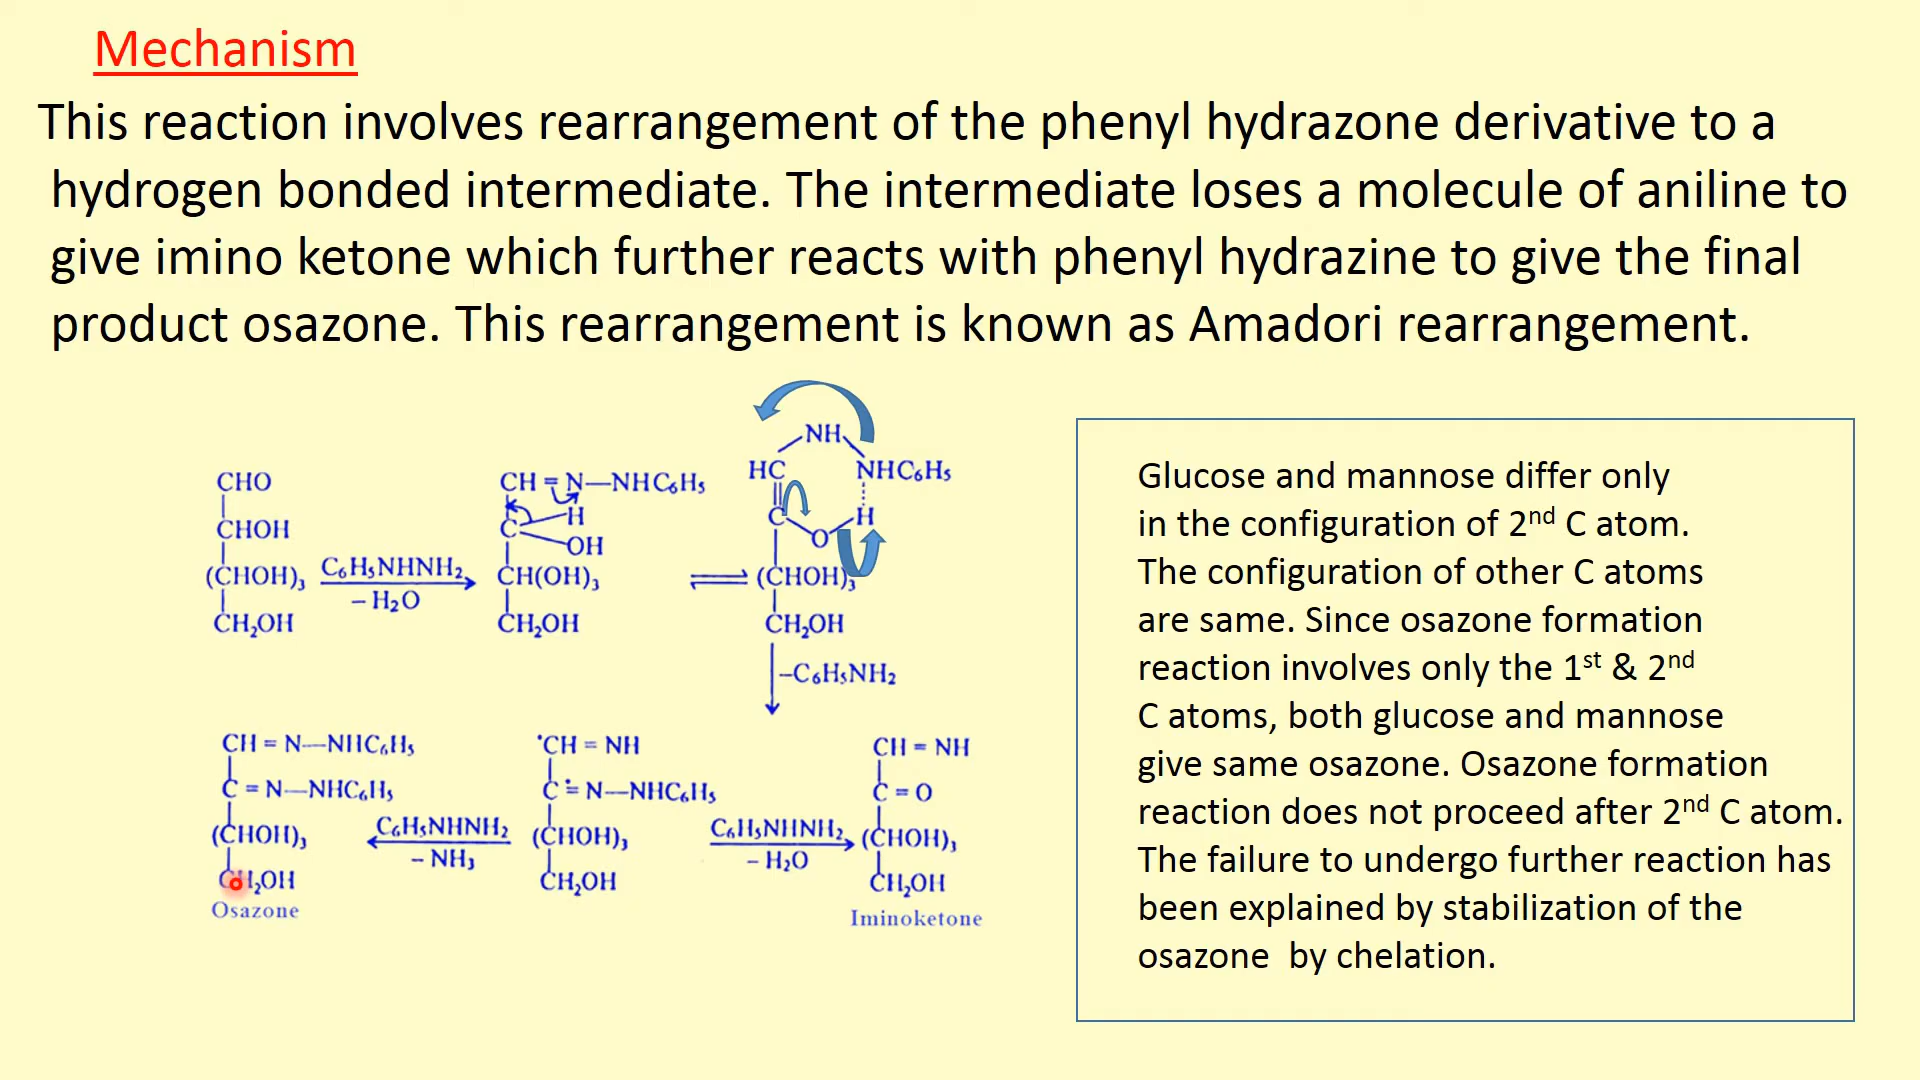 Mechanism
This reaction involves rearrangement of the phenyl hydrazone derivative to a
hydrogen bonded intermediate. The intermediate loses a molecule of aniline to
give imino ketone which further reacts with phenyl hydrazine to give the final
product osazone. This rearrangement is known as Amadori rearrangement.
CHO
CHOH
(CHOH)₃
CH₂OH
C₆H₅NHNH₂
– H₂O
CH = N—NHC₆H₅
C
H
OH
CH(OH)₃
CH₂OH
NH
HC
NHC₆H₅
C
O
H
(CHOH)₃
CH₂OH
–C₆H₅NH₂
CH = N—NHC₆H₅
C = N—NHC₆H₅
(CHOH)₃
CH₂OH
Osazone
C₆H₅NHNH₂
– NH₃
CH = NH
C = N—NHC₆H₅
(CHOH)₃
CH₂OH
C₆H₅NHNH₂
– H₂O
CH = NH
C = O
(CHOH)₃
CH₂OH
Iminoketone
Glucose and mannose differ only
in the configuration of 2nd C atom.
The configuration of other C atoms
are same. Since osazone formation
reaction involves only the 1st & 2nd
C atoms, both glucose and mannose
give same osazone. Osazone formation
reaction does not proceed after 2nd C atom.
The failure to undergo further reaction has
been explained by stabilization of the
osazone  by chelation.